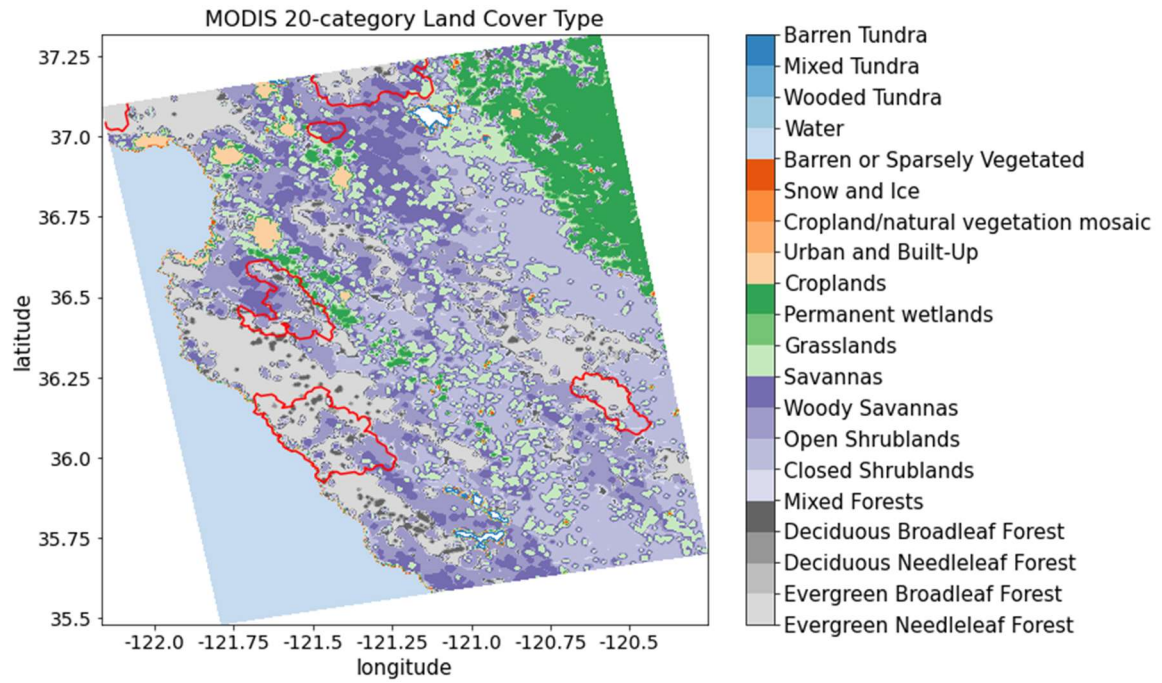 MODIS 20-category Land Cover Type
37.25
37.0
36.75
36.5
36.25
36.0
35.75
35.5
latitude
-122.0 -121.75 -121.5 -121.25 -121.0 -120.75 -120.5
longitude
Barren Tundra
Mixed Tundra
Wooded Tundra
Water
Barren or Sparsely Vegetated
Snow and Ice
Cropland/natural vegetation mosaic
Urban and Built-Up
Croplands
Permanent wetlands
Grasslands
Savannas
Woody Savannas
Open Shrublands
Closed Shrublands
Mixed Forests
Deciduous Broadleaf Forest
Deciduous Needleleaf Forest
Evergreen Broadleaf Forest
Evergreen Needleleaf Forest